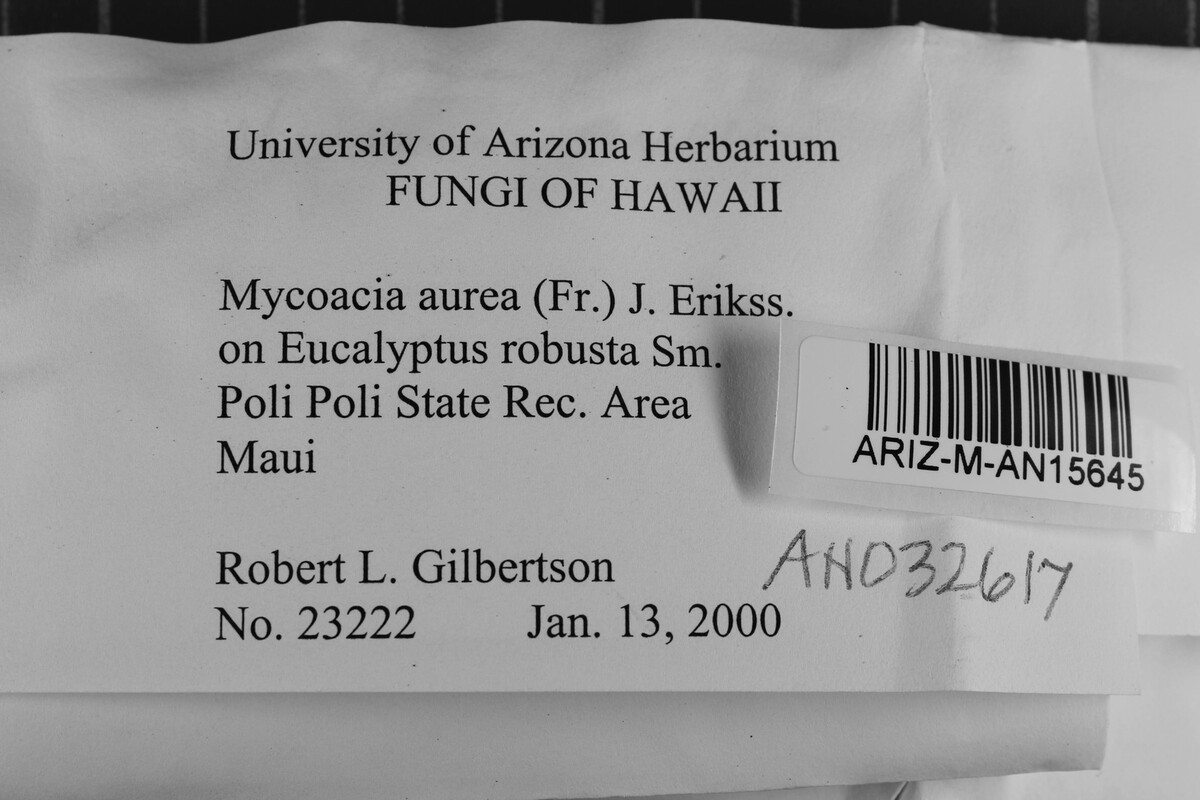 University of Arizona Herbarium
FUNGI OF HAWAII
Mycoacia aurea (Fr.) J. Erikss.
on Eucalyptus robusta Sm.
Poli Poli State Rec. Area
Maui
ARIZ-M-AN15645
Robert L. Gilbertson
AN032617
No. 23222 Jan. 13, 2000